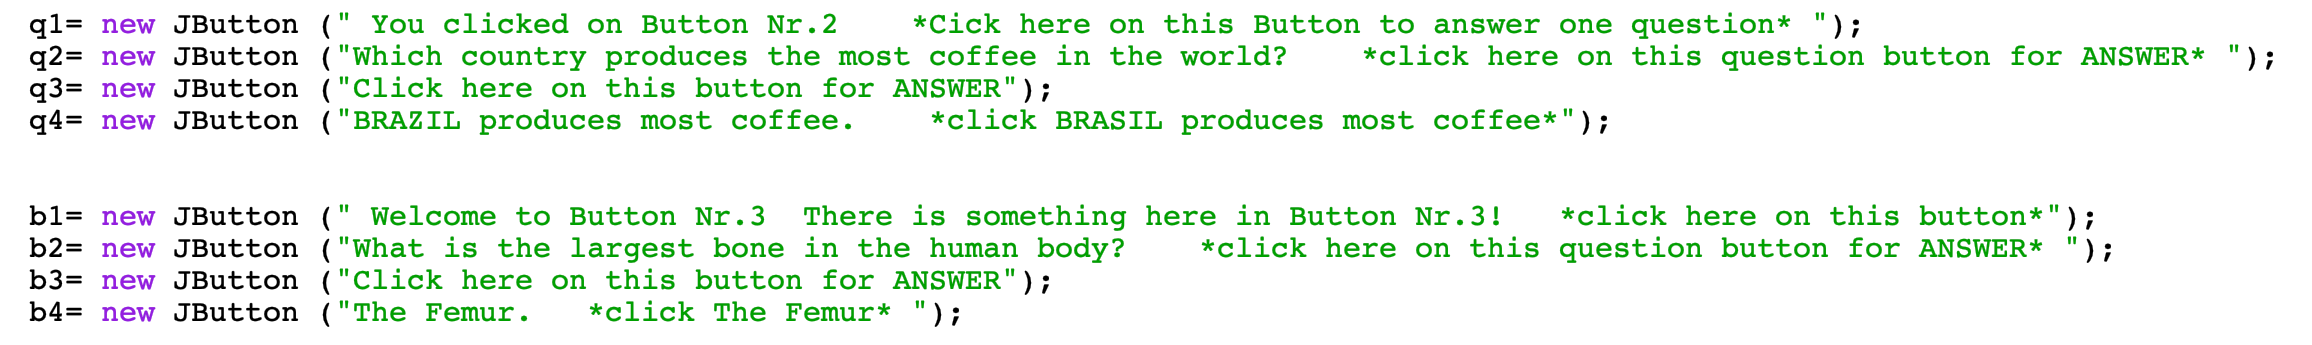 q1= new JButton (" You clicked on Button Nr.2    *Cick here on this Button to answer one question* ");
q2= new JButton ("Which country produces the most coffee in the world?    *click here on this question button for ANSWER* ");
q3= new JButton ("Click here on this button for ANSWER");
q4= new JButton ("BRAZIL produces most coffee.    *click BRASIL produces most coffee*");
b1= new JButton (" Welcome to Button Nr.3  There is something here in Button Nr.3!   *click here on this button*");
b2= new JButton ("What is the largest bone in the human body?    *click here on this question button for ANSWER* ");
b3= new JButton ("Click here on this button for ANSWER");
b4= new JButton ("The Femur.   *click The Femur* ");